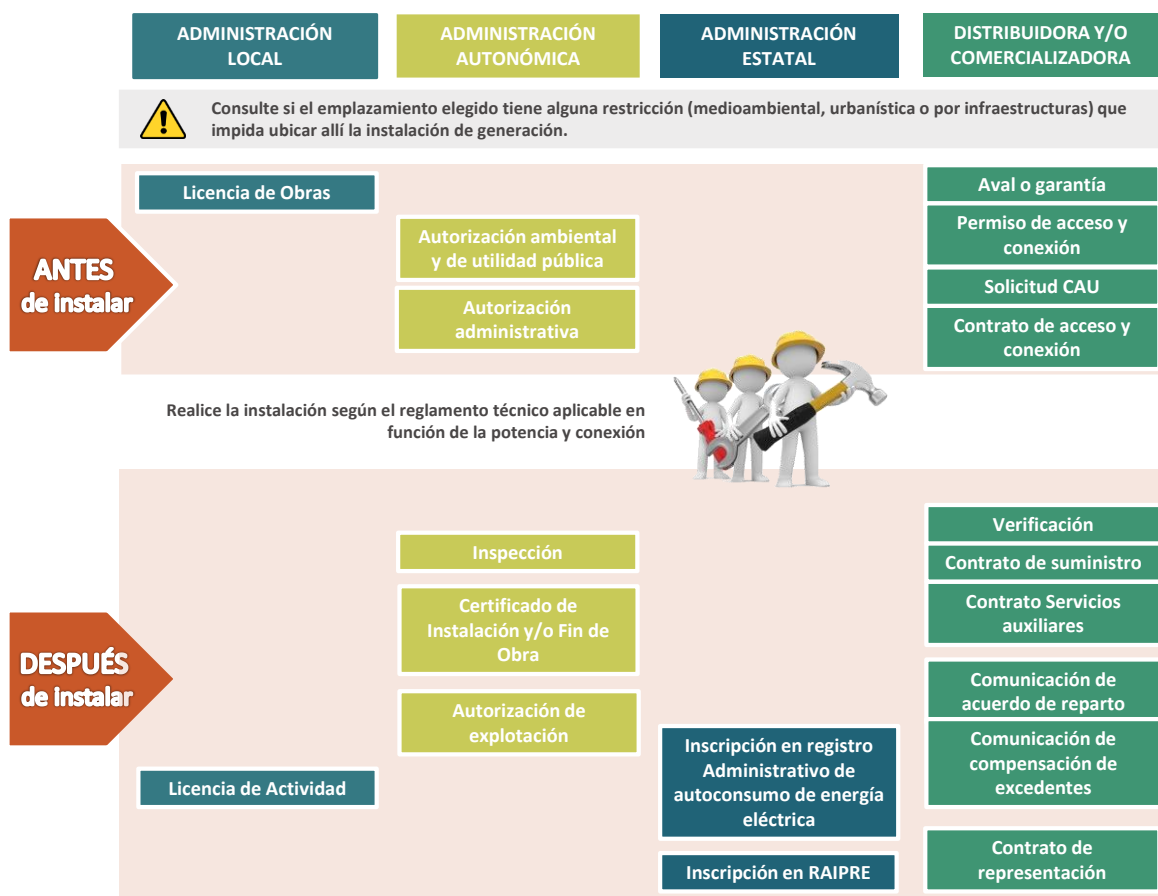 ADMINISTRACIÓN
LOCAL
ADMINISTRACIÓN
AUTONÓMICA
ADMINISTRACIÓN
ESTATAL
DISTRIBUIDORA Y/O
COMERCIALIZADORA
Consulte si el emplazamiento elegido tiene alguna restricción (medioambiental, urbanística o por infraestructuras) que
impida ubicar allí la instalación de generación.
ANTES
de instalar
Licencia de Obras
Autorización ambiental
y de utilidad pública
Autorización
administrativa
Aval o garantía
Permiso de acceso y
conexión
Solicitud CAU
Contrato de acceso y
conexión
Realice la instalación según el reglamento técnico aplicable en
función de la potencia y conexión
DESPUÉS
de instalar
Licencia de Actividad
Inspección
Certificado de
Instalación y/o Fin de
Obra
Autorización de
explotación
Inscripción en registro
Administrativo de
autoconsumo de energía
eléctrica
Inscripción en RAIPRE
Verificación
Contrato de suministro
Contrato Servicios
auxiliares
Comunicación de
acuerdo de reparto
Comunicación de
compensación de
excedentes
Contrato de
representación